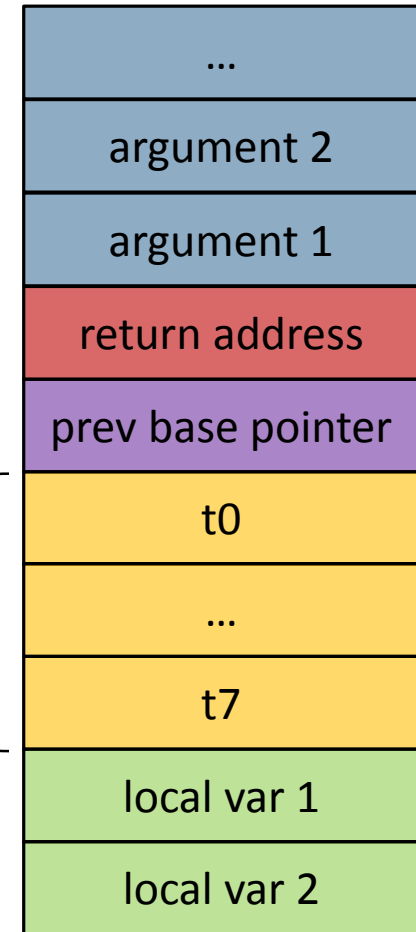 ...
argument 2
argument 1
return address
prev base pointer
t0
...
t7
local var 1
local var 2